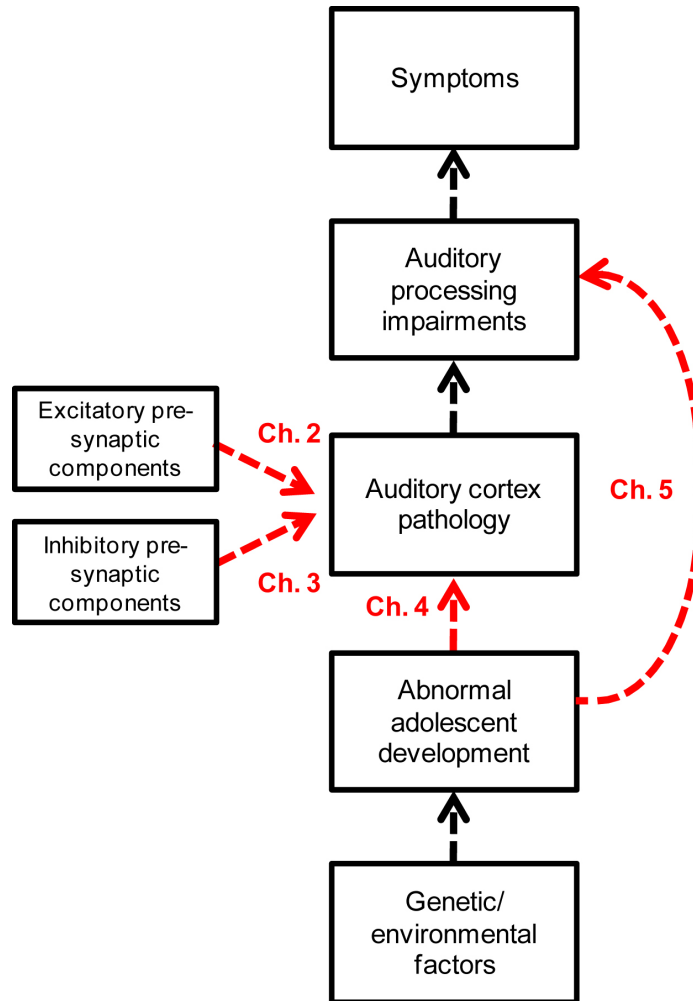 Symptoms
Auditory
processing
impairments
Excitatory pre-
synaptic
components
Ch. 2
Auditory cortex
pathology
Ch. 5
Inhibitory pre-
synaptic
components
Ch. 3
Ch. 4
Abnormal
adolescent
development
Genetic/
environmental
factors